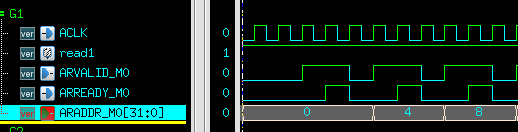 G1
ver ACLK 0
ver read1 1
ver ARVALID_M0 0
ver ARREADY_M0 0
ver ARADDR_M0[31:0] 0 0 4 8